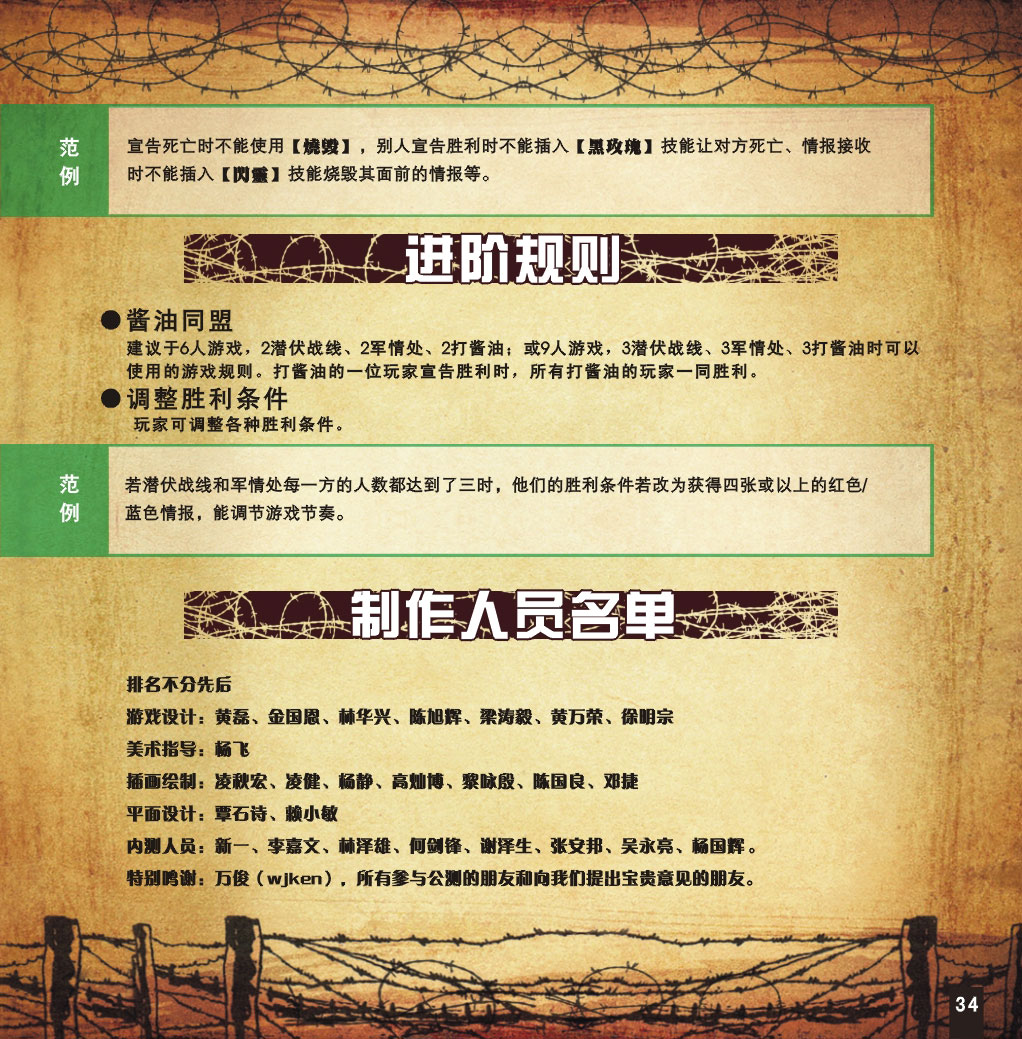 范
例
宣告死亡时不能使用【燒毀】，别人宣告胜利时不能插入【黑玫瑰】技能让对方死亡、情报接收
时不能插入【閃靈】技能烧毁其面前的情报等。
进阶规则
●酱油同盟
建议于6人游戏，2潜伏战线、2军情处、2打酱油；或9人游戏，3潜伏战线、3军情处、3打酱油时可以
使用的游戏规则。打酱油的一位玩家宣告胜利时，所有打酱油的玩家一同胜利。
●调整胜利条件
玩家可调整各种胜利条件。
范
例
若潜伏战线和军情处每一方的人数都达到了三时，他们的胜利条件若改为获得四张或以上的红色/
蓝色情报，能调节游戏节奏。
制作人员名单
排名不分先后
游戏设计：黄磊、金国恩、林华兴、陈旭辉、梁涛毅、黄万荣、徐明宗
美术指导：杨飞
插画绘制：凌秋宏、凌健、杨静、高灿博、黎咏殷、陈国良、邓捷
平面设计：覃石诗、赖小敏
内测人员：新一、李嘉文、林泽雄、何剑锋、谢泽生、张安邦、吴永亮、杨国辉。
特别鸣谢：万俊（wjken），所有参与公测的朋友和向我们提出宝贵意见的朋友。
34